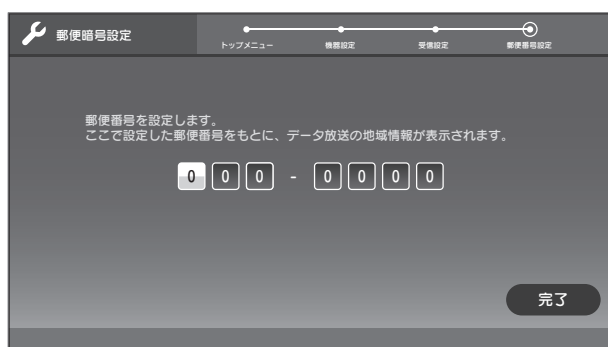 郵便暗号設定
トップメニュー 機器設定 受信設定 郵便番号設定
郵便番号を設定します。
ここで設定した郵便番号をもとに、データ放送の地域情報が表示されます。
0 0 0 - 0 0 0 0
完了